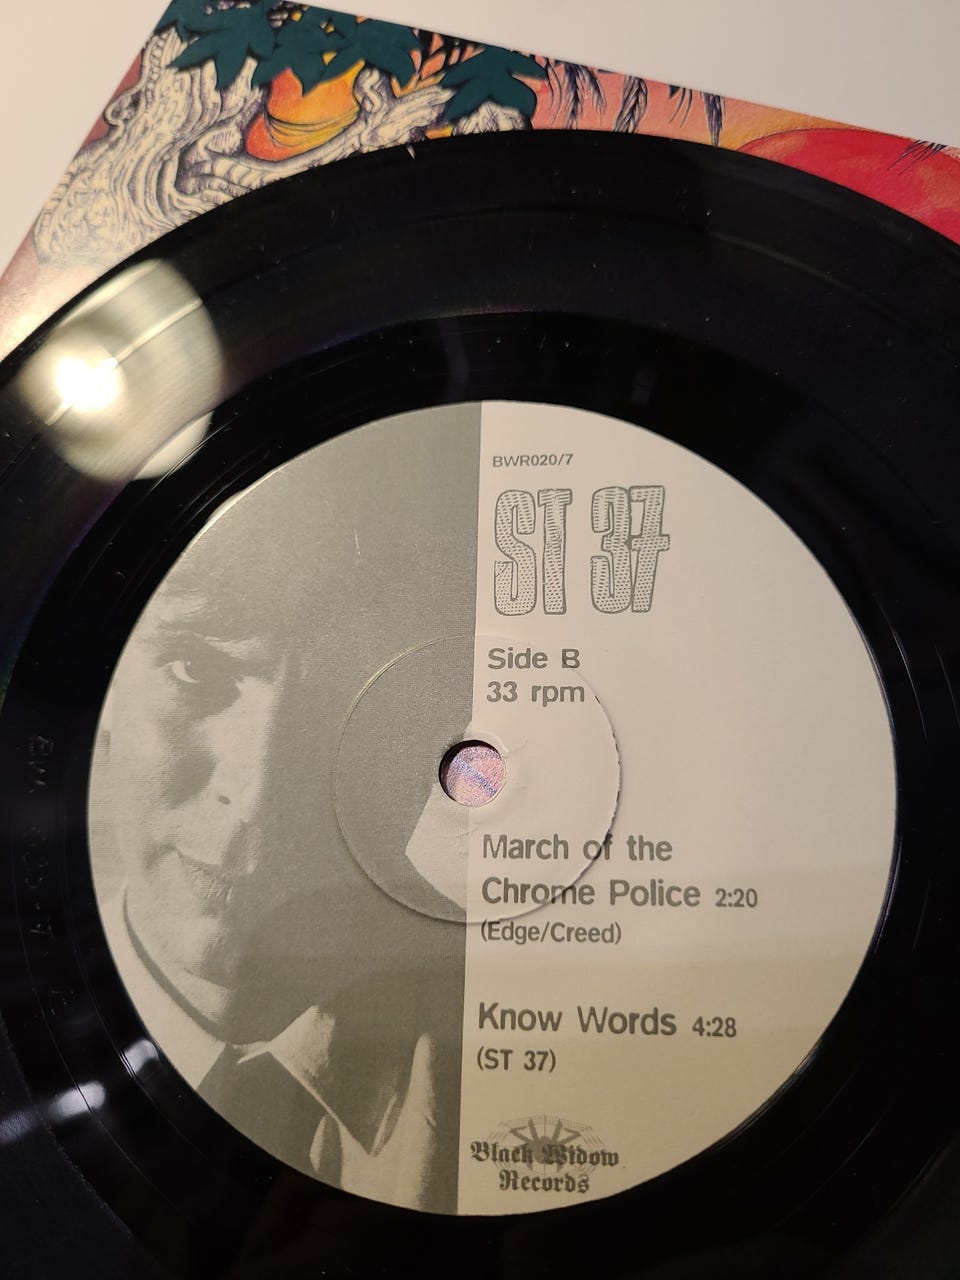 BWR020/7
ST 37
Side B
33 rpm
March of the
Chrome Police 2:20
(Edge/Creed)
Know Words 4:28
(ST 37)
Black Widow
Records